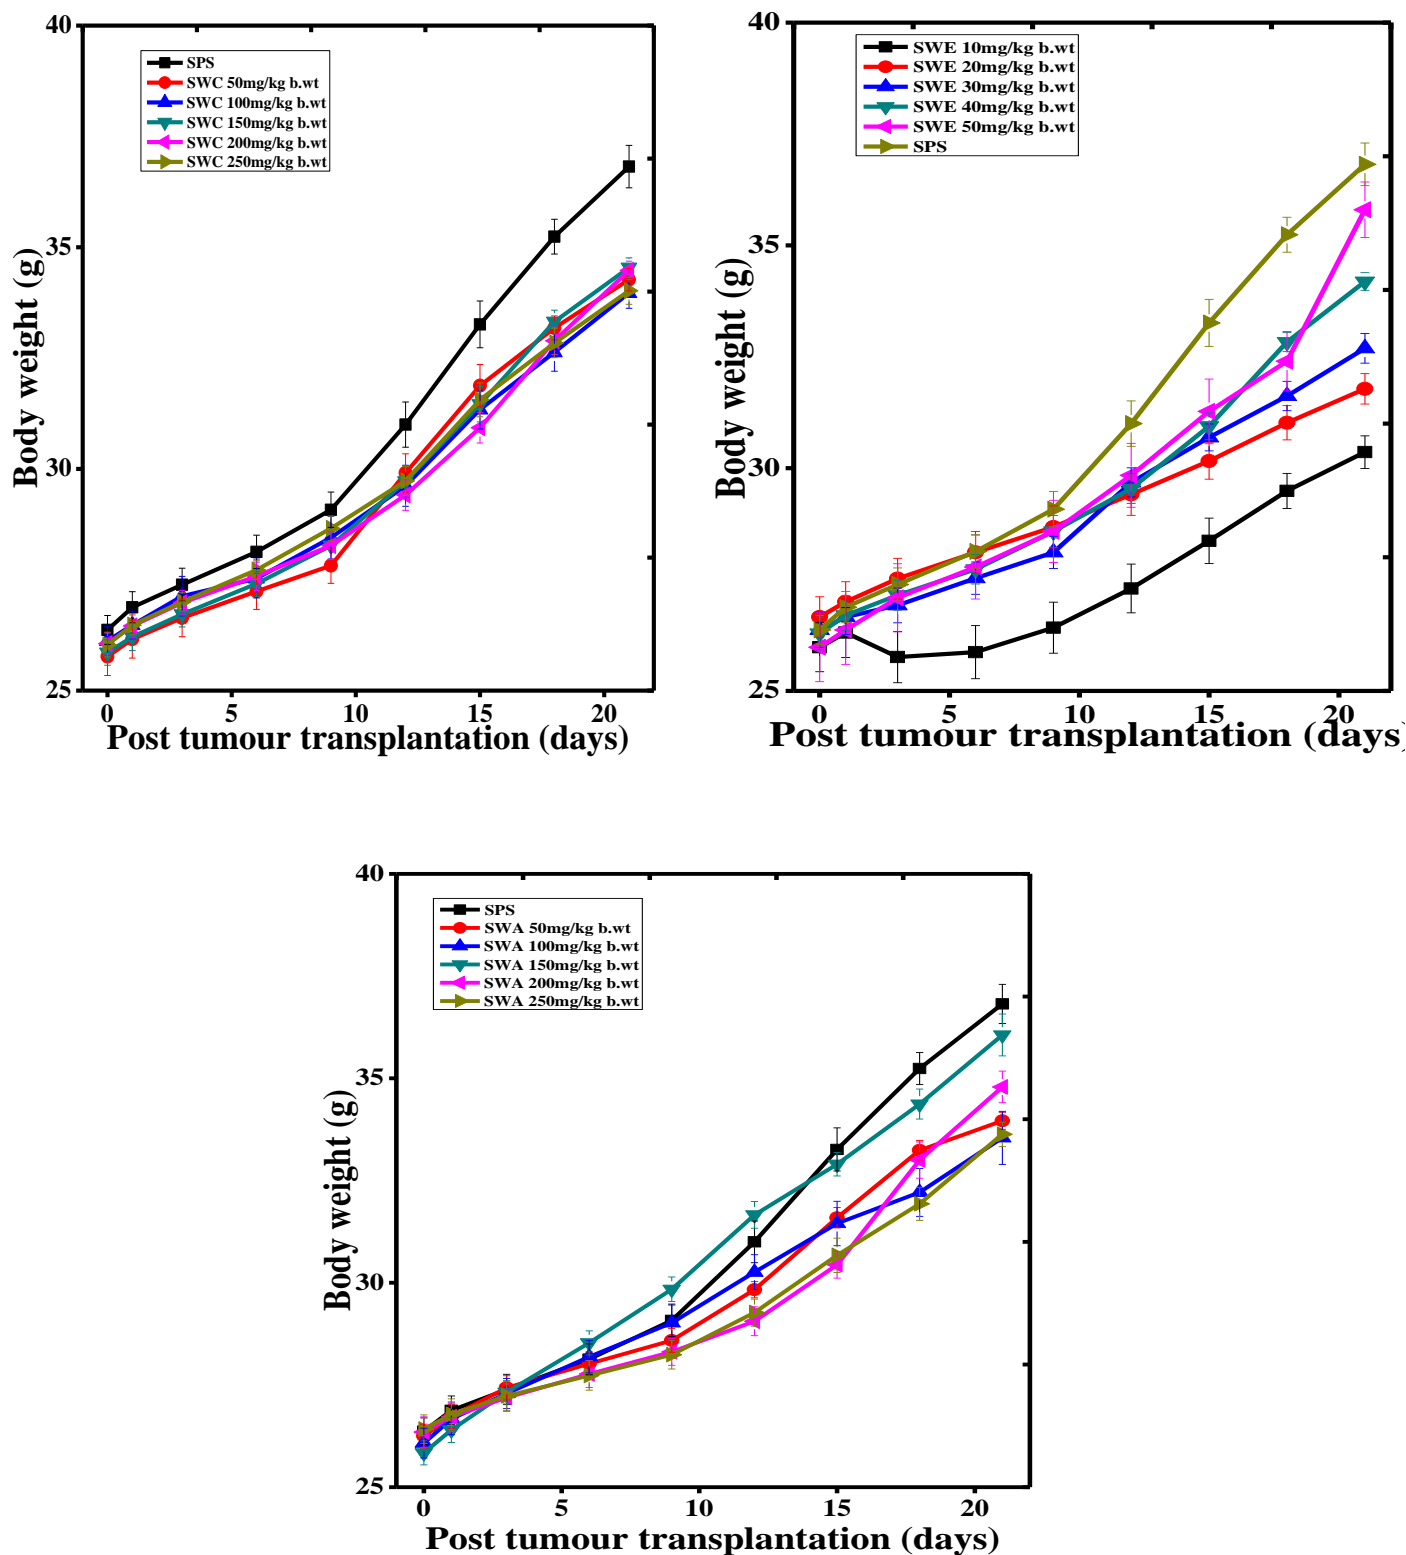 40
35
30
25
Body weight (g)
SPS
SWC 50mg/kg b.wt
SWC 100mg/kg b.wt
SWC 150mg/kg b.wt
SWC 200mg/kg b.wt
SWC 250mg/kg b.wt
0 5 10 15 20
Post tumour transplantation (days)
40
35
30
25
Body weight (g)
SWE 10mg/kg b.wt
SWE 20mg/kg b.wt
SWE 30mg/kg b.wt
SWE 40mg/kg b.wt
SWE 50mg/kg b.wt
SPS
0 5 10 15 20
Post tumour transplantation (days)
40
35
30
25
Body weight (g)
SPS
SWA 50mg/kg b.wt
SWA 100mg/kg b.wt
SWA 150mg/kg b.wt
SWA 200mg/kg b.wt
SWA 250mg/kg b.wt
0 5 10 15 20
Post tumour transplantation (days)